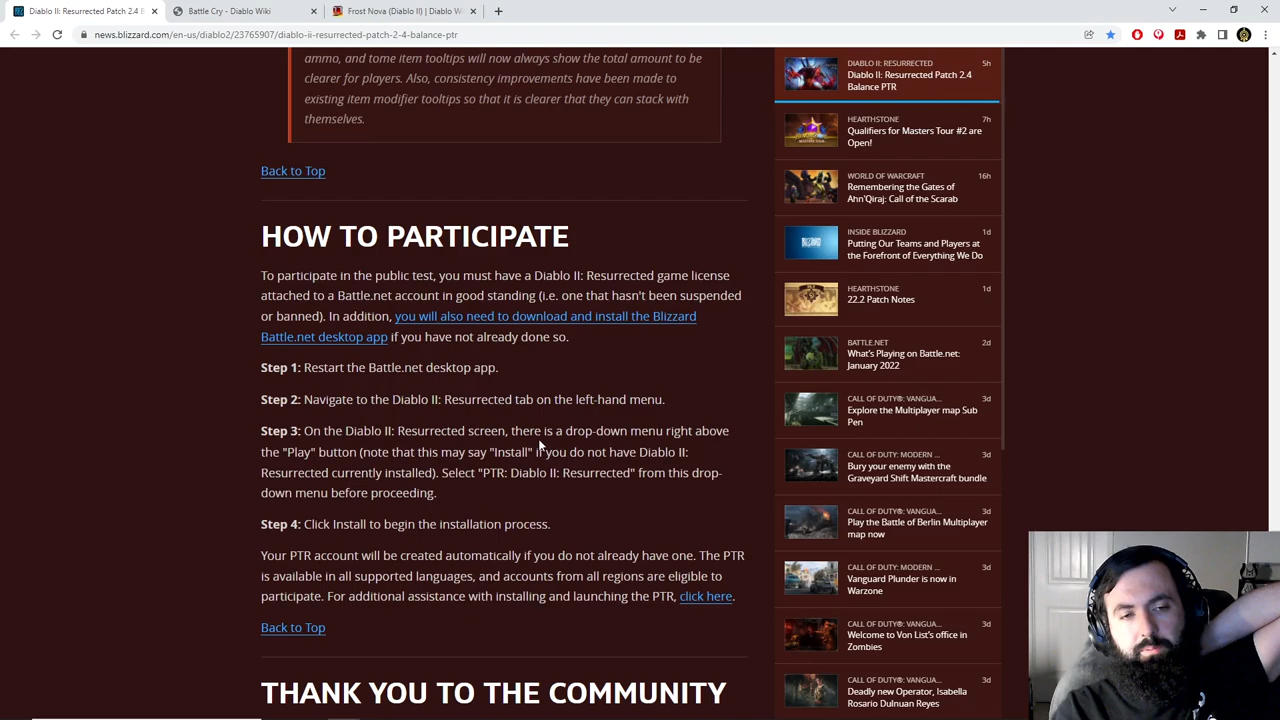 Diablo II: Resurrected Patch 2.4 B
Battle Cry - Diablo Wiki
Frost Nova (Diablo II) | Diablo W
news.blizzard.com/en-us/diablo2/23765907/diablo-ii-resurrected-patch-2-4-balance-ptr
ammo, and tome item tooltips will now always show the total amount to be
clearer for players. Also, consistency improvements have been made to
existing item modifier tooltips so that it is clearer that they can stack with
themselves.
Back to Top
HOW TO PARTICIPATE
To participate in the public test, you must have a Diablo II: Resurrected game license
attached to a Battle.net account in good standing (i.e. one that hasn't been suspended
or banned). In addition, you will also need to download and install the Blizzard
Battle.net desktop app if you have not already done so.
Step 1: Restart the Battle.net desktop app.
Step 2: Navigate to the Diablo II: Resurrected tab on the left-hand menu.
Step 3: On the Diablo II: Resurrected screen, there is a drop-down menu right above
the "Play" button (note that this may say "Install" if you do not have Diablo II:
Resurrected currently installed). Select "PTR: Diablo II: Resurrected" from this drop-
down menu before proceeding.
Step 4: Click Install to begin the installation process.
Your PTR account will be created automatically if you do not already have one. The PTR
is available in all supported languages, and accounts from all regions are eligible to
participate. For additional assistance with installing and launching the PTR, click here.
Back to Top
THANK YOU TO THE COMMUNITY
DIABLO II: RESURRECTED 5h
Diablo II: Resurrected Patch 2.4
Balance PTR
HEARTHSTONE 7h
Qualifiers for Masters Tour #2 are
Open!
WORLD OF WARCRAFT 16h
Remembering the Gates of
Ahn'Qiraj: Call of the Scarab
INSIDE BLIZZARD 1d
Putting Our Teams and Players at
the Forefront of Everything We Do
HEARTHSTONE 1d
22.2 Patch Notes
BATTLE.NET 2d
What's Playing on Battle.net:
January 2022
CALL OF DUTY®: VANGUA... 3d
Explore the Multiplayer map Sub
Pen
CALL OF DUTY: MODERN ... 3d
Bury your enemy with the
Graveyard Shift Mastercraft bundle
CALL OF DUTY®: VANGUA... 3d
Play the Battle of Berlin Multiplayer
map now
CALL OF DUTY: MODERN ... 3d
Vanguard Plunder is now in
Warzone
CALL OF DUTY®: VANGUA... 3d
Welcome to Von List's office in
Zombies
CALL OF DUTY®: VANGUA... 3d
Deadly new Operator, Isabella
Rosario Dulnuan Reyes